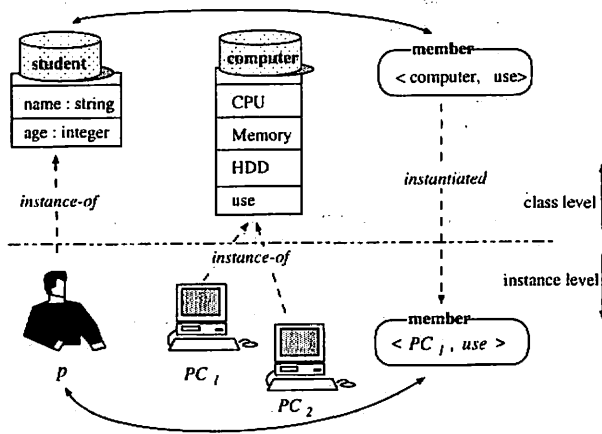 student
name : string
age : integer
computer
CPU
Memory
HDD
use
member
< computer, use>
instance-of
instantiated
class level
instance-of
instance level
member
< PC 1 , use >
p
PC 1
PC 2